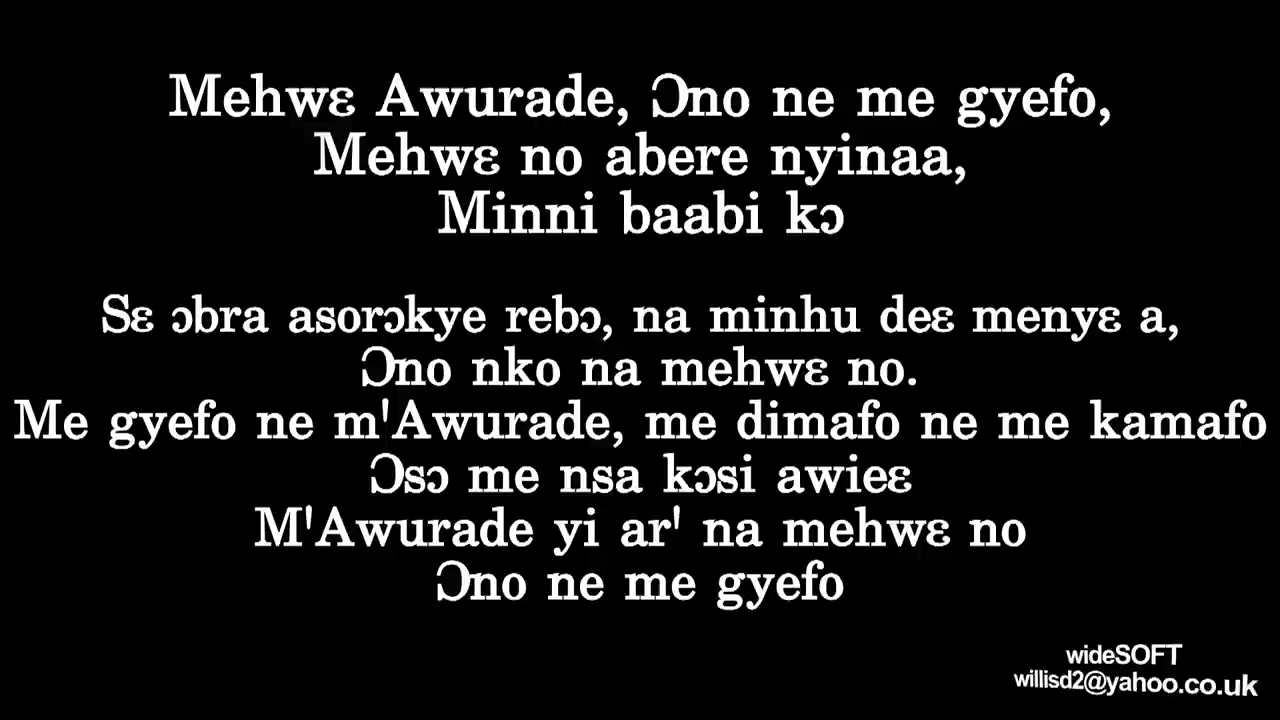 Mehwɛ Awurade, Ɔno ne me gyefo,
Mehwɛ no abere nyinaa,
Minni baabi kɔ
Sɛ ɔbra asorɔkye rebɔ, na minhu deɛ menyɛ a,
Ɔno nko na mehwɛ no.
Me gyefo ne m'Awurade, me dimafo ne me kamafo
Ɔsɔ me nsa kɔsi awieɛ
M'Awurade yi ar' na mehwɛ no
Ɔno ne me gyefo
wideSOFT
willisd2@yahoo.co.uk